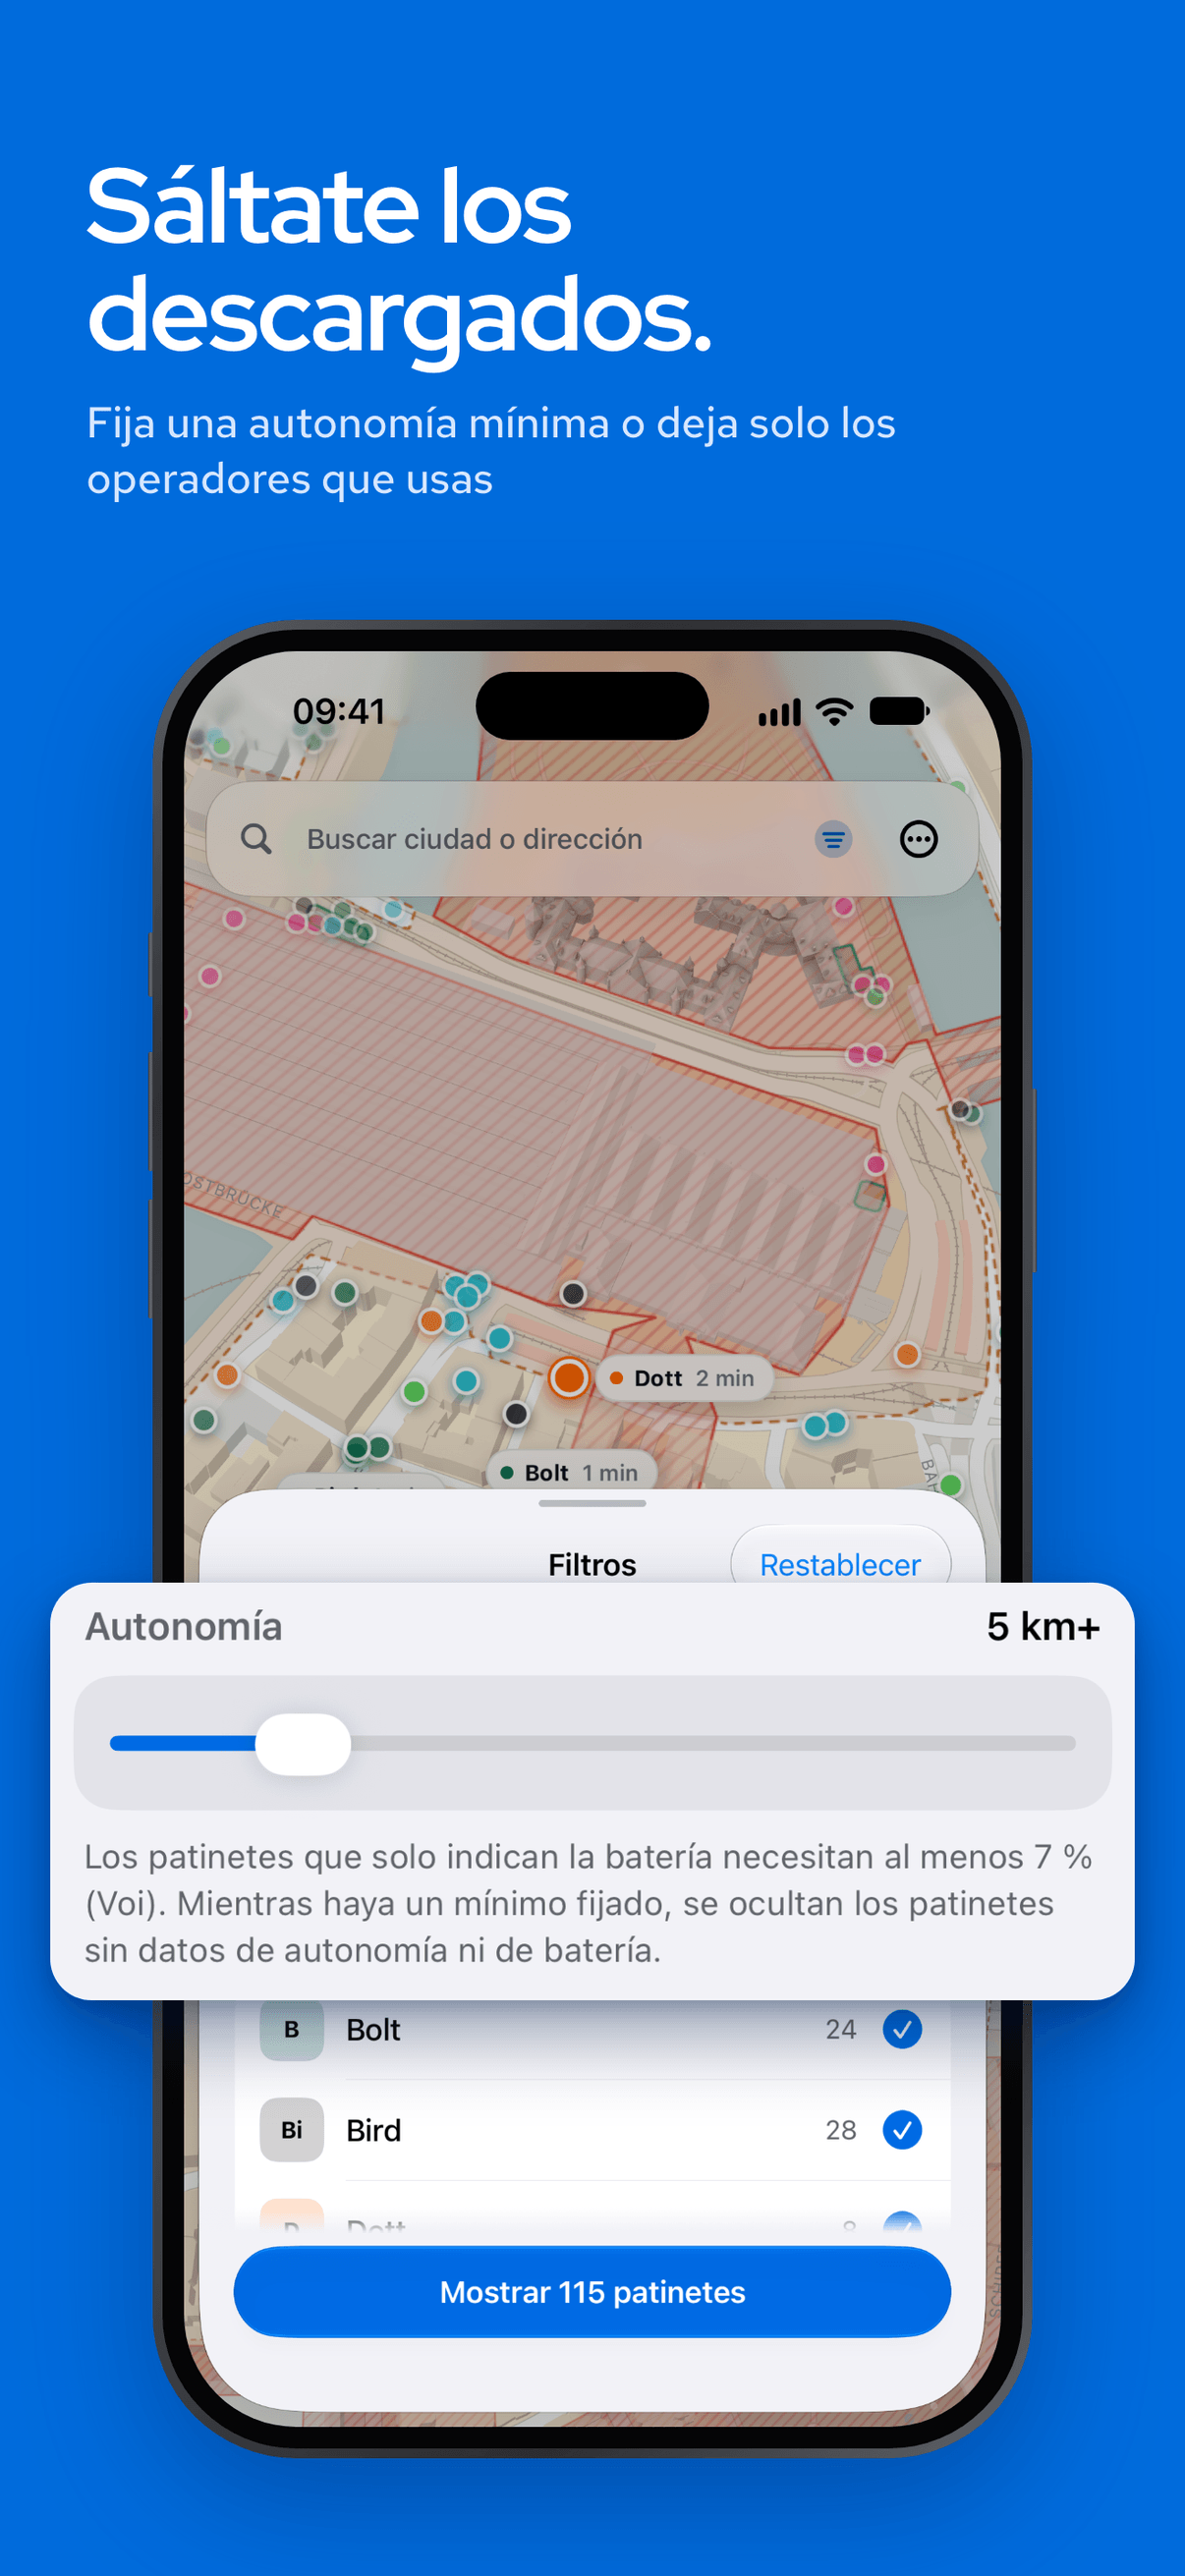 Sáltate los
descargados.
Fija una autonomía mínima o deja solo los
operadores que usas
09:41
Buscar ciudad o dirección
Dott 2 min
Bolt 1 min
Filtros
Restablecer
Autonomía
5 km+
Los patinetes que solo indican la batería necesitan al menos 7 %
(Voi). Mientras haya un mínimo fijado, se ocultan los patinetes
sin datos de autonomía ni de batería.
B Bolt 24
Bi Bird 28
D Dott 8
Mostrar 115 patinetes